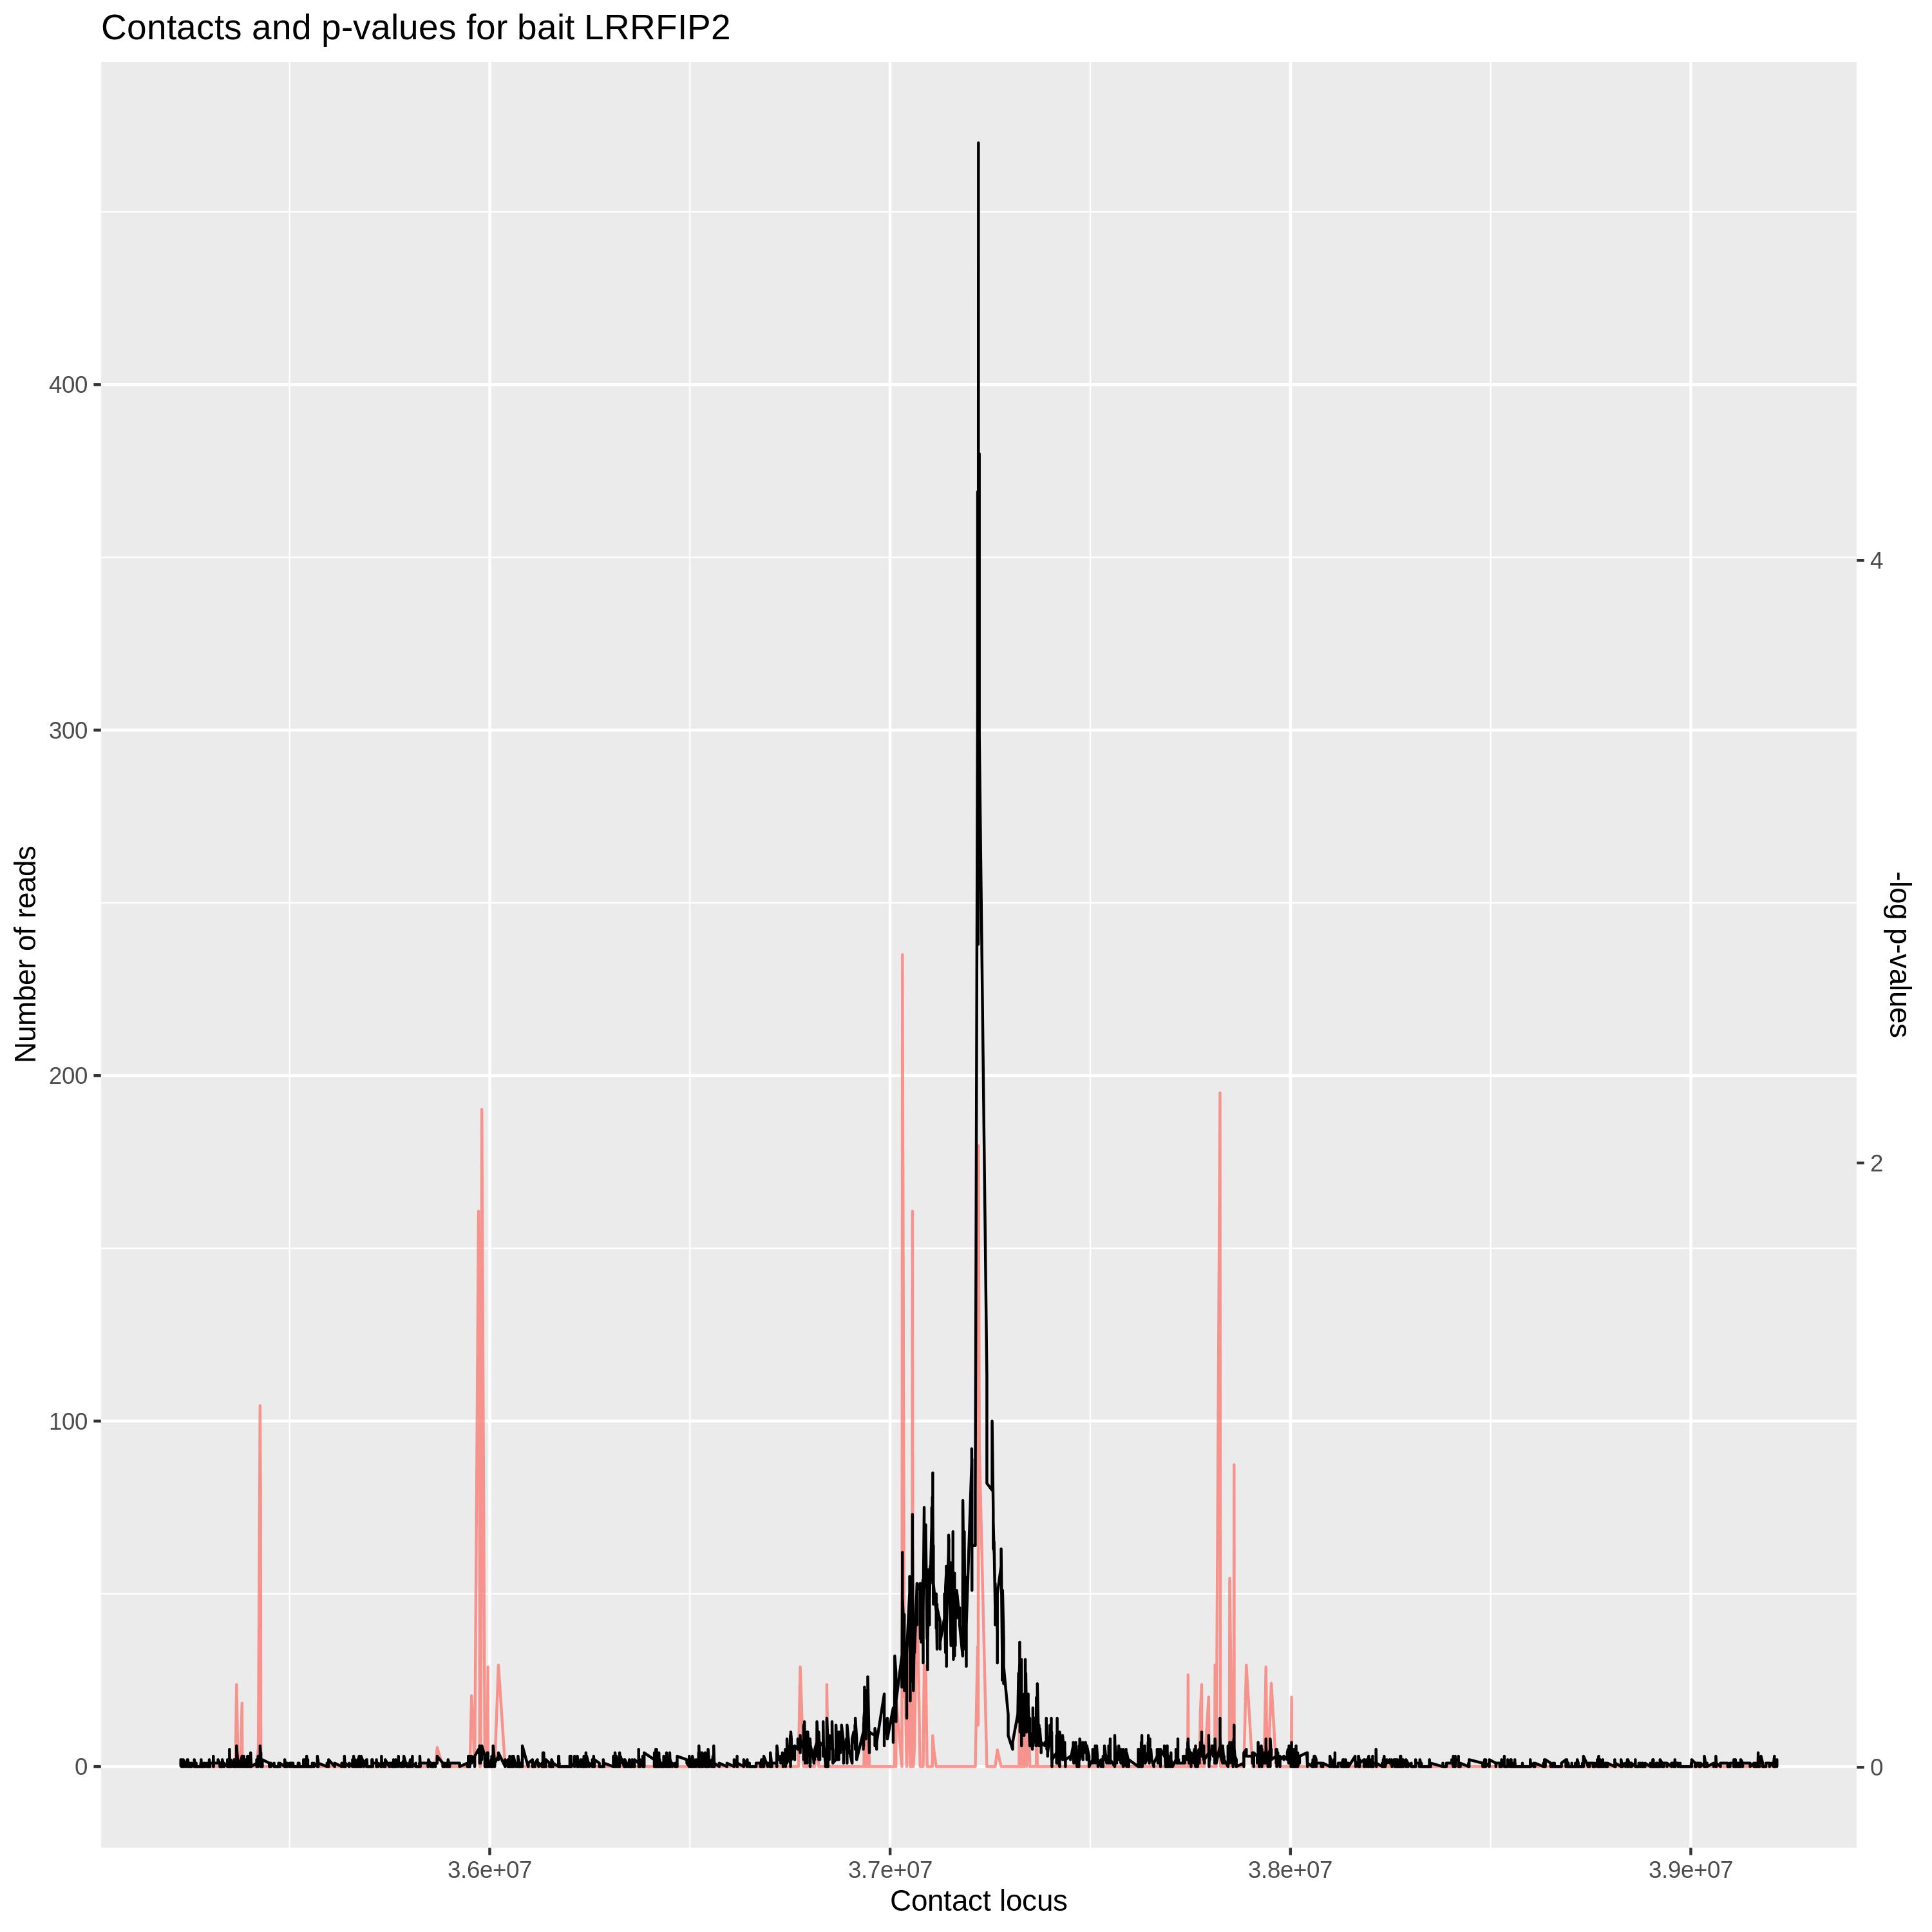 Contacts and p-values for bait LRRFIP2
Number of reads
400
300
200
100
0
4
2
0
-log p-values
3.6e+07
3.7e+07
3.8e+07
3.9e+07
Contact locus